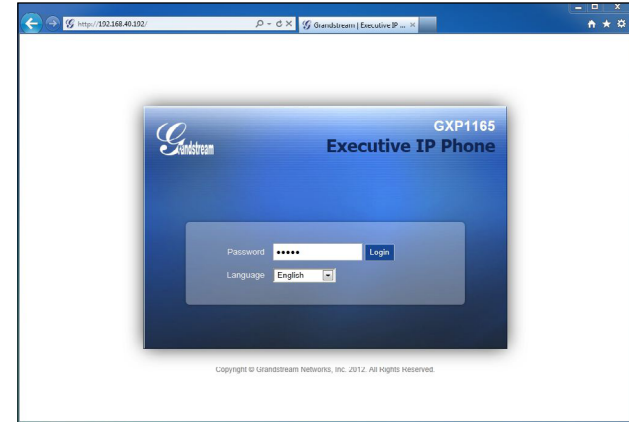 http://192.168.40.192/
Grandstream | Executive IP ...
Grandstream
GXP1165
Executive IP Phone
Password ••••• Login
Language English
Copyright © Grandstream Networks, Inc. 2012. All Rights Reserved.